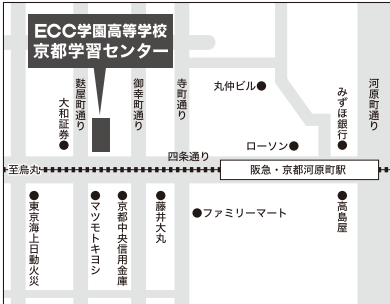 ECC学園高等学校
京都学習センター
大和証券
麩屋町通り
御幸町通り
寺町通り
丸仲ビル
ローソン
みずほ銀行
河原町通り
四条通り
至烏丸
阪急・京都河原町駅
東京海上日動火災
マツモトキヨシ
京都中央信用金庫
藤井大丸
ファミリーマート
高島屋